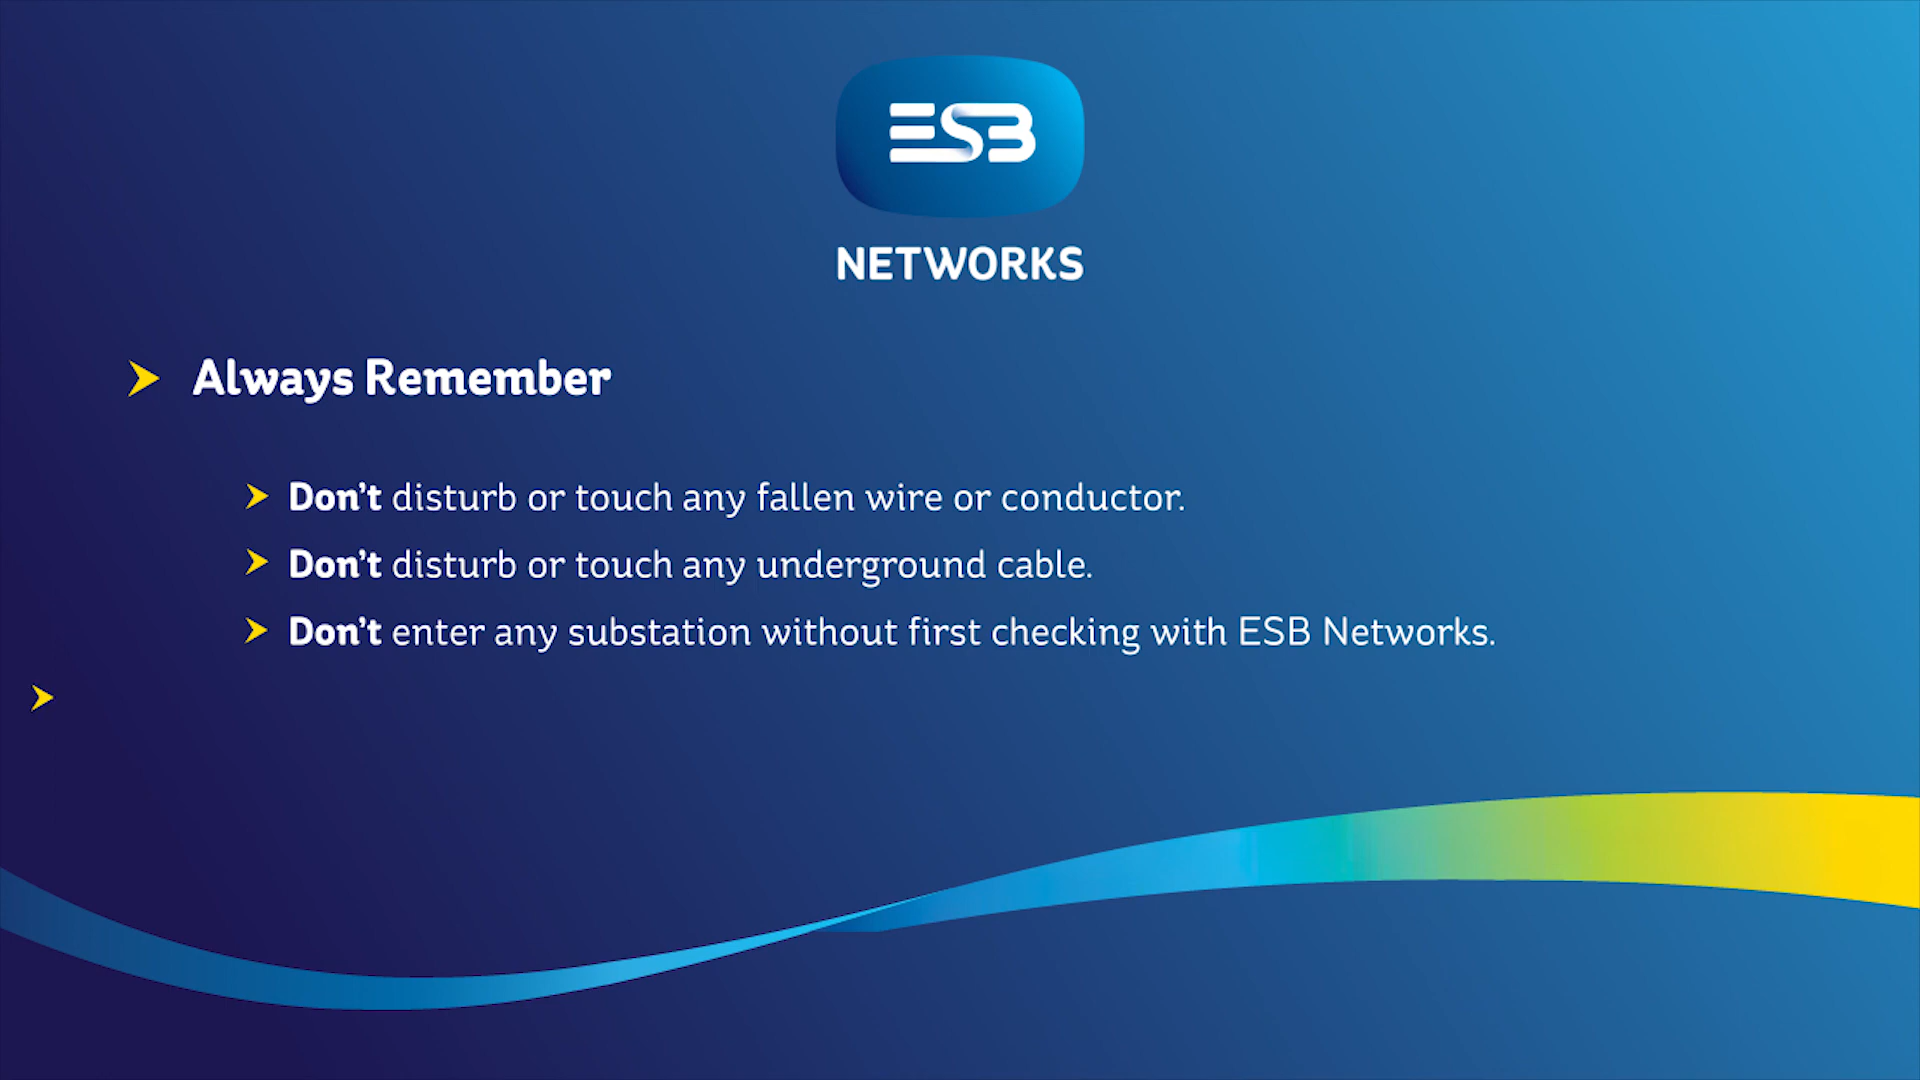 ESB
NETWORKS
Always Remember
Don’t disturb or touch any fallen wire or conductor.
Don’t disturb or touch any underground cable.
Don’t enter any substation without first checking with ESB Networks.